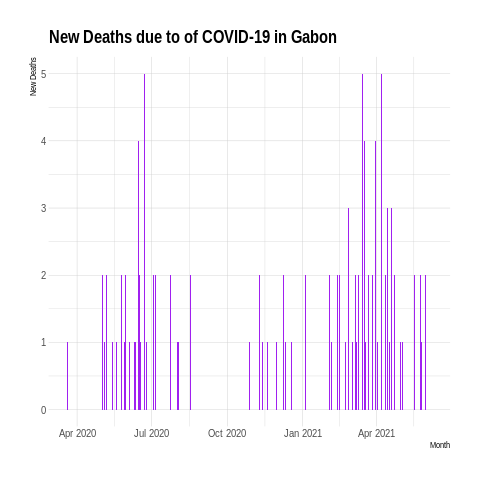 New Deaths due to of COVID-19 in Gabon
New Deaths
5
4
3
2
1
0
Apr 2020 Jul 2020 Oct 2020 Jan 2021 Apr 2021
Month